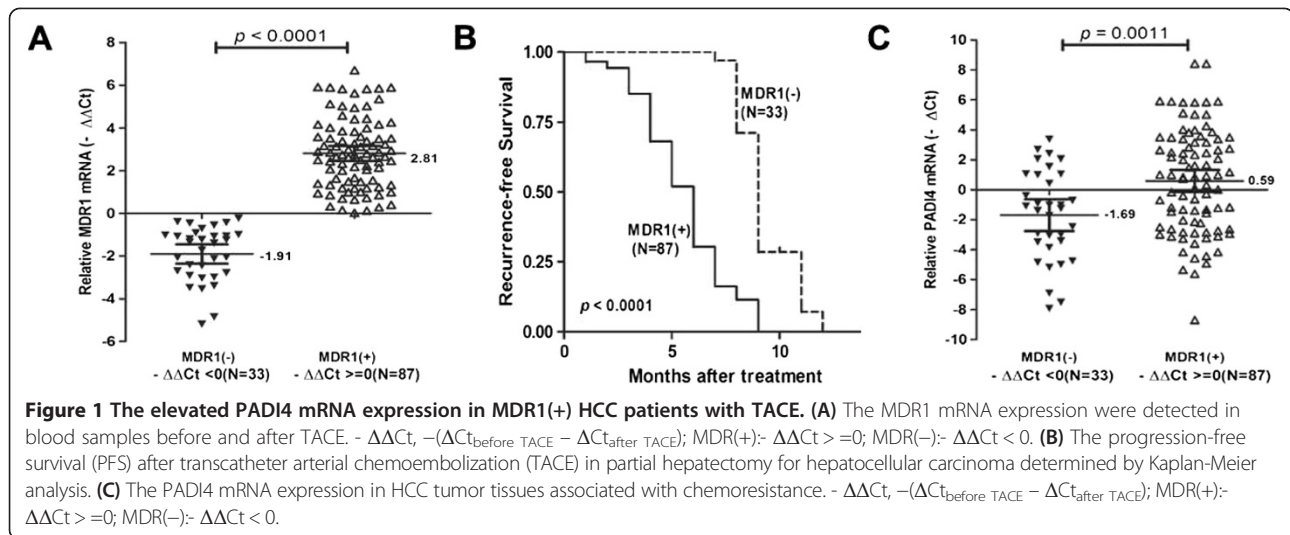 A
p < 0.0001
Relative MDR1 mRNA (- ΔΔCt)
8
6
4
2
0
-2
-4
-6
2.81
-1.91
MDR1(-)
- ΔΔCt <0(N=33)
MDR1(+)
- ΔΔCt >=0(N=87)
B
Recurrence-free Survival
1.00
0.75
0.50
0.25
0.00
MDR1(-)
(N=33)
MDR1(+)
(N=87)
p < 0.0001
0
5
10
Months after treatment
C
p = 0.0011
Relative PADI4 mRNA (- ΔCt)
10
8
6
4
2
0
-2
-4
-6
-8
-10
0.59
-1.69
MDR1(-)
- ΔΔCt <0(N=33)
MDR1(+)
- ΔΔCt >=0(N=87)
Figure 1 The elevated PADI4 mRNA expression in MDR1(+) HCC patients with TACE. (A) The MDR1 mRNA expression were detected in
blood samples before and after TACE. - ΔΔCt, −(ΔCtbefore TACE − ΔCtafter TACE); MDR(+):- ΔΔCt > =0; MDR(−):- ΔΔCt < 0. (B) The progression-free
survival (PFS) after transcatheter arterial chemoembolization (TACE) in partial hepatectomy for hepatocellular carcinoma determined by Kaplan-Meier
analysis. (C) The PADI4 mRNA expression in HCC tumor tissues associated with chemoresistance. - ΔΔCt, −(ΔCtbefore TACE − ΔCtafter TACE); MDR(+):-
ΔΔCt > =0; MDR(−):- ΔΔCt < 0.